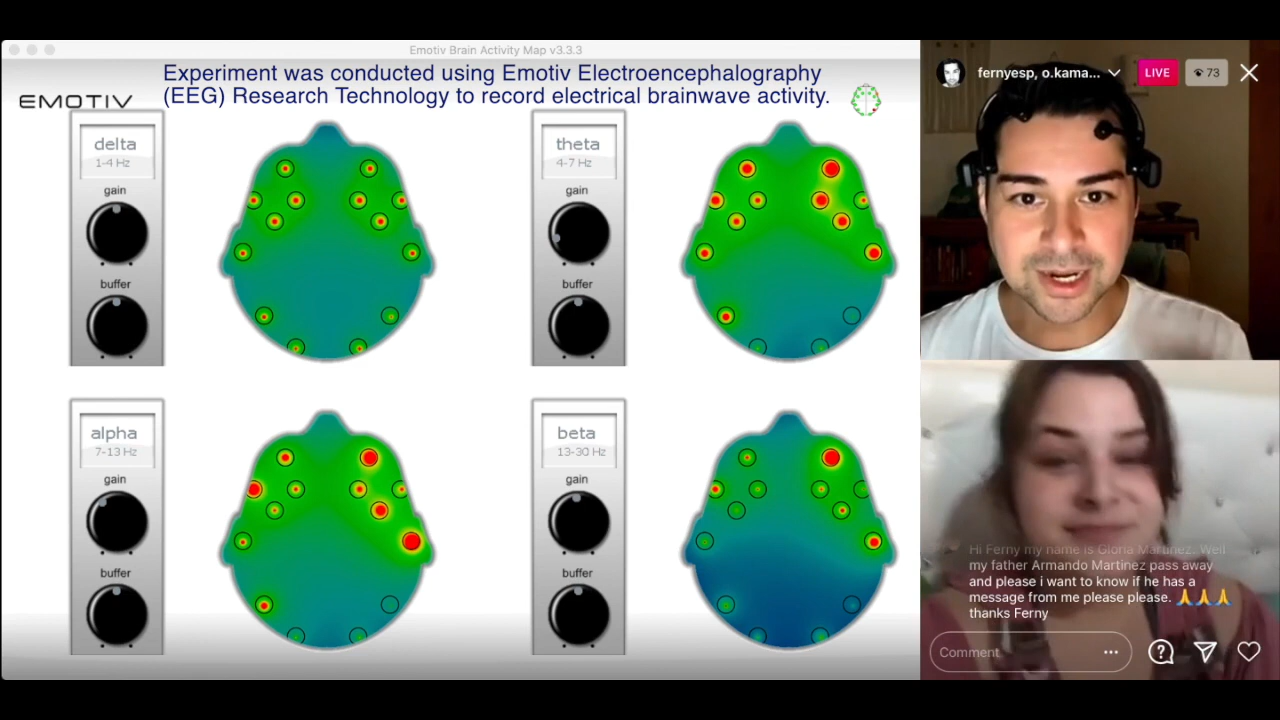 Emotiv Brain Activity Map v3.3.3
Experiment was conducted using Emotiv Electroencephalography
(EEG) Research Technology to record electrical brainwave activity.
EMOTIV
delta
1-4 Hz
gain
buffer
theta
4-7 Hz
gain
buffer
alpha
7-13 Hz
gain
buffer
beta
13-30 Hz
gain
buffer
fernyesp, o.kama...
LIVE
73
Hi Ferny my name is Gloria Martinez. Well
my father Armando Martinez pass away
and please i want to know if he has a
message from me please please. 🙏🙏🙏
thanks Ferny
Comment